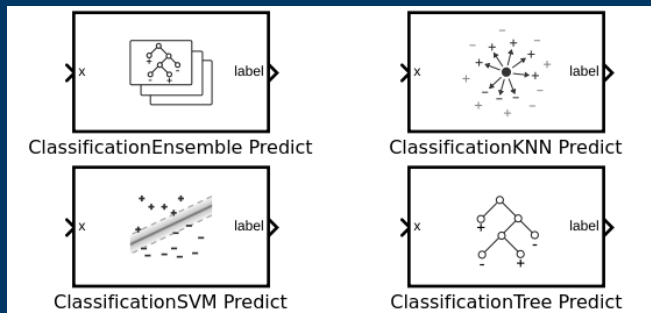 x label
x label
ClassificationEnsemble Predict
ClassificationKNN Predict
x label
x label
ClassificationSVM Predict
ClassificationTree Predict